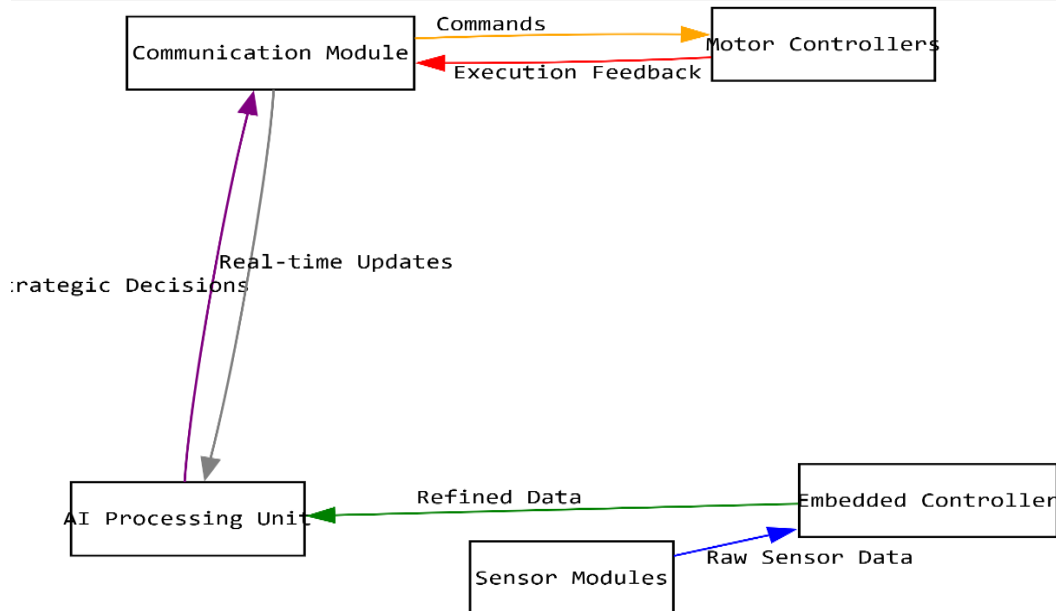 Commands
Communication Module
Motor Controllers
Execution Feedback
Real-time Updates
trategic Decisions
Refined Data
Embedded Controller
AI Processing Unit
Raw Sensor Data
Sensor Modules